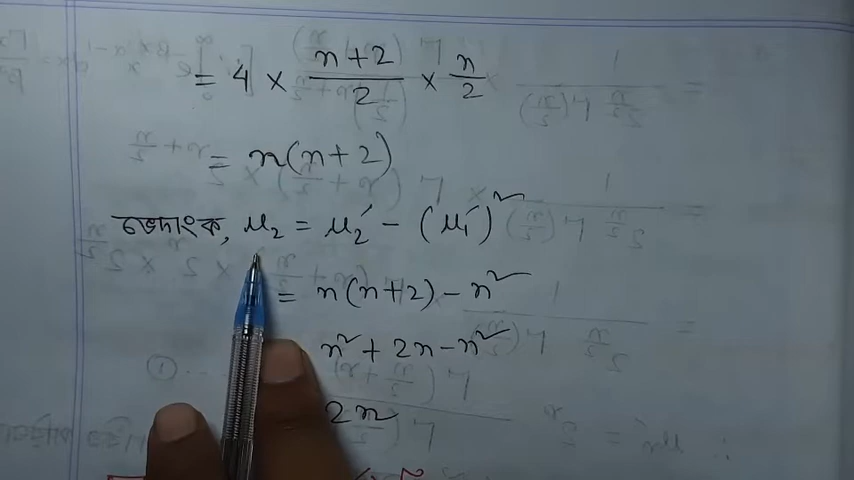 = 4 × (n+2)/2 × n/2
= n(n+2)
ভেদাংক, μ₂ = μ₂′ − (μ₁′)²
= n(n+2) − n²
n² + 2n − n²
2n